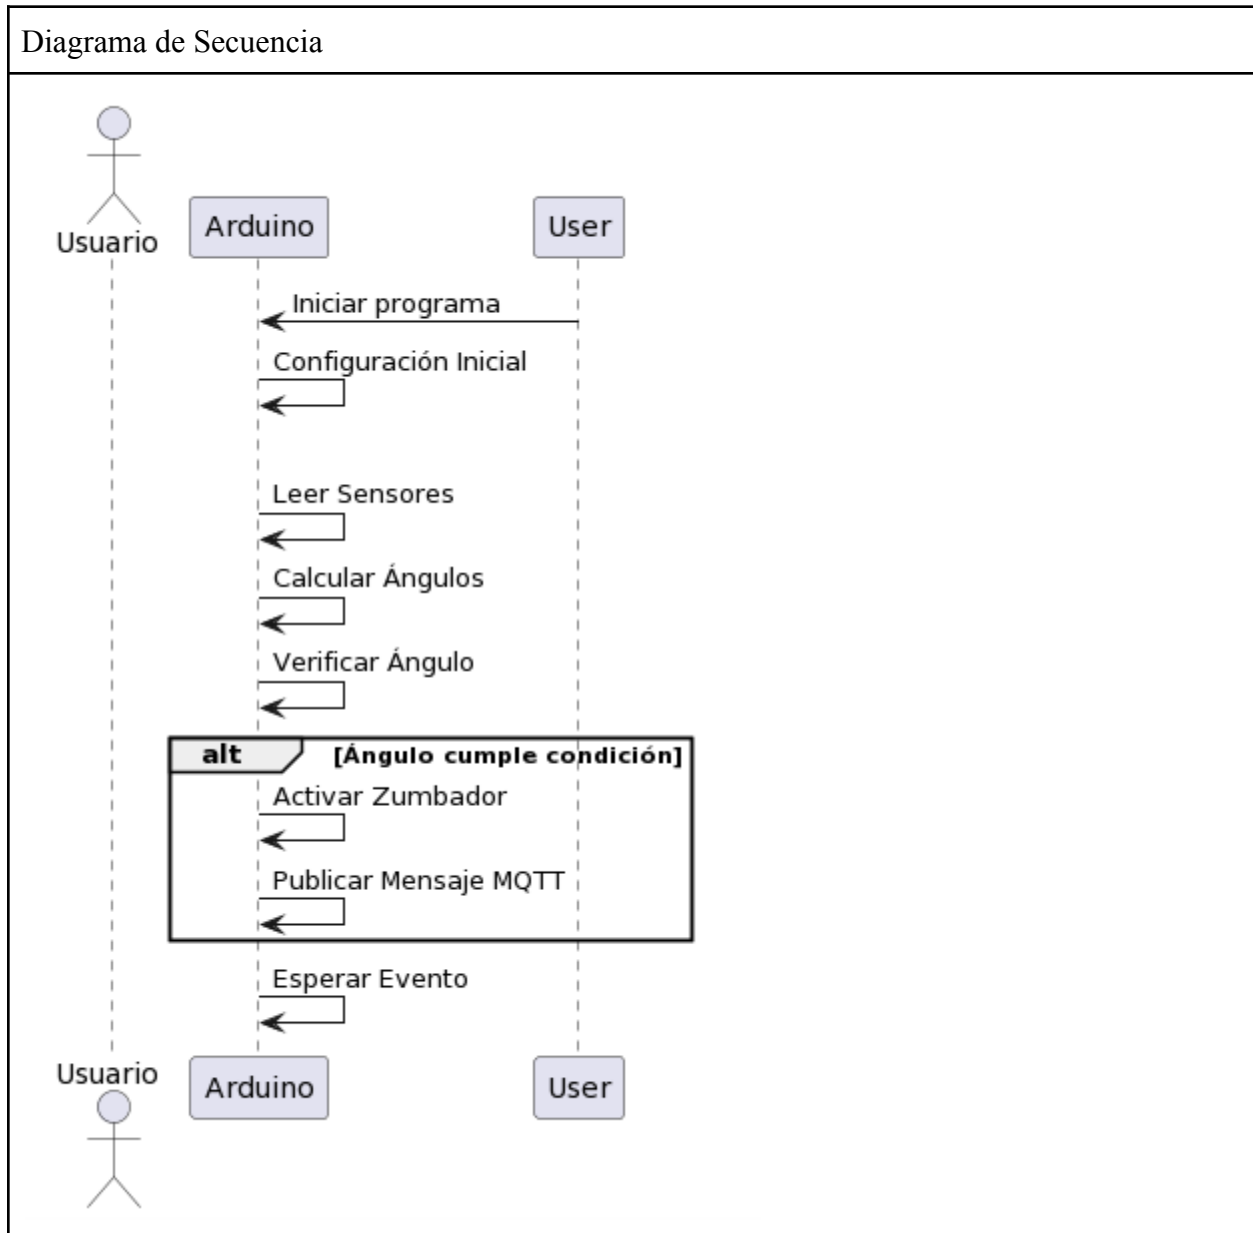 Diagrama de Secuencia
Usuario
Arduino
User
Iniciar programa
Configuración Inicial
Leer Sensores
Calcular Ángulos
Verificar Ángulo
alt
[Ángulo cumple condición]
Activar Zumbador
Publicar Mensaje MQTT
Esperar Evento
Usuario
Arduino
User